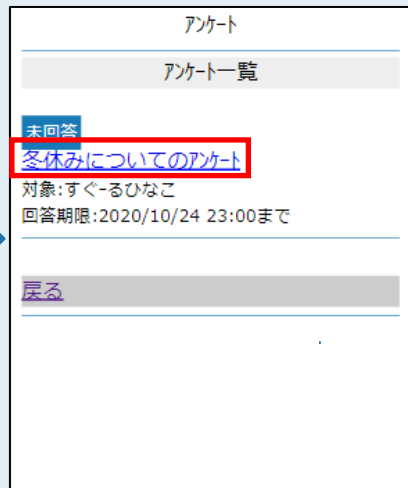 ｱﾝｹｰﾄ
ｱﾝｹｰﾄ一覧
未回答
冬休みについてのｱﾝｹｰﾄ
対象:すぐｰるひなこ
回答期限:2020/10/24 23:00まで
戻る